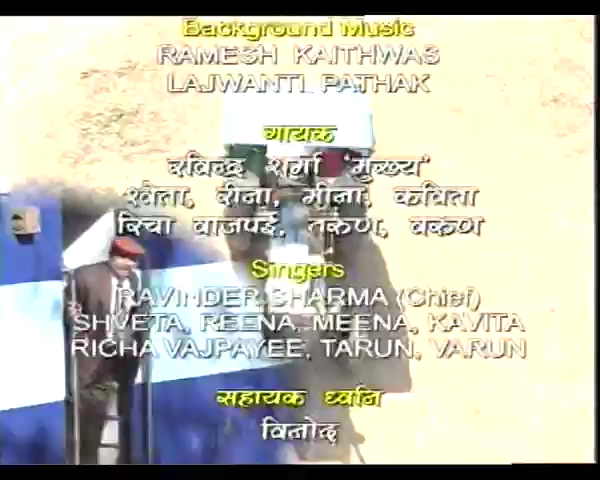 Background Music
RAMESH KAITHWAS
LAJWANTI PATHAK
गायक
रविन्द्र शर्मा 'मुख्य'
श्वेता, रीना, मीना, कविता
रिचा वाजपई, तरुण, वरुण
Singers
RAVINDER SHARMA (Chief)
SHVETA, REENA, MEENA, KAVITA
RICHA VAJPAYEE, TARUN, VARUN
सहायक ध्वनि
विनोद